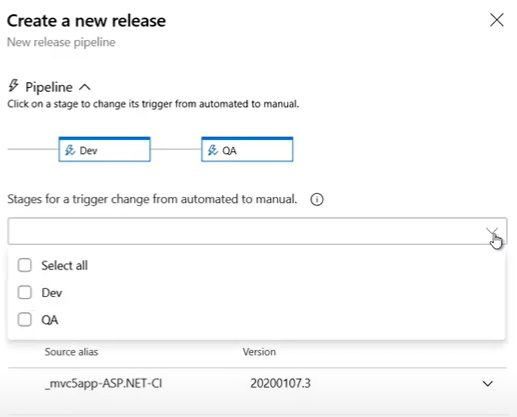 Create a new release
New release pipeline
Pipeline
Click on a stage to change its trigger from automated to manual.
Dev
QA
Stages for a trigger change from automated to manual.
Select all
Dev
QA
Source alias Version
_mvc5app-ASP.NET-CI 20200107.3